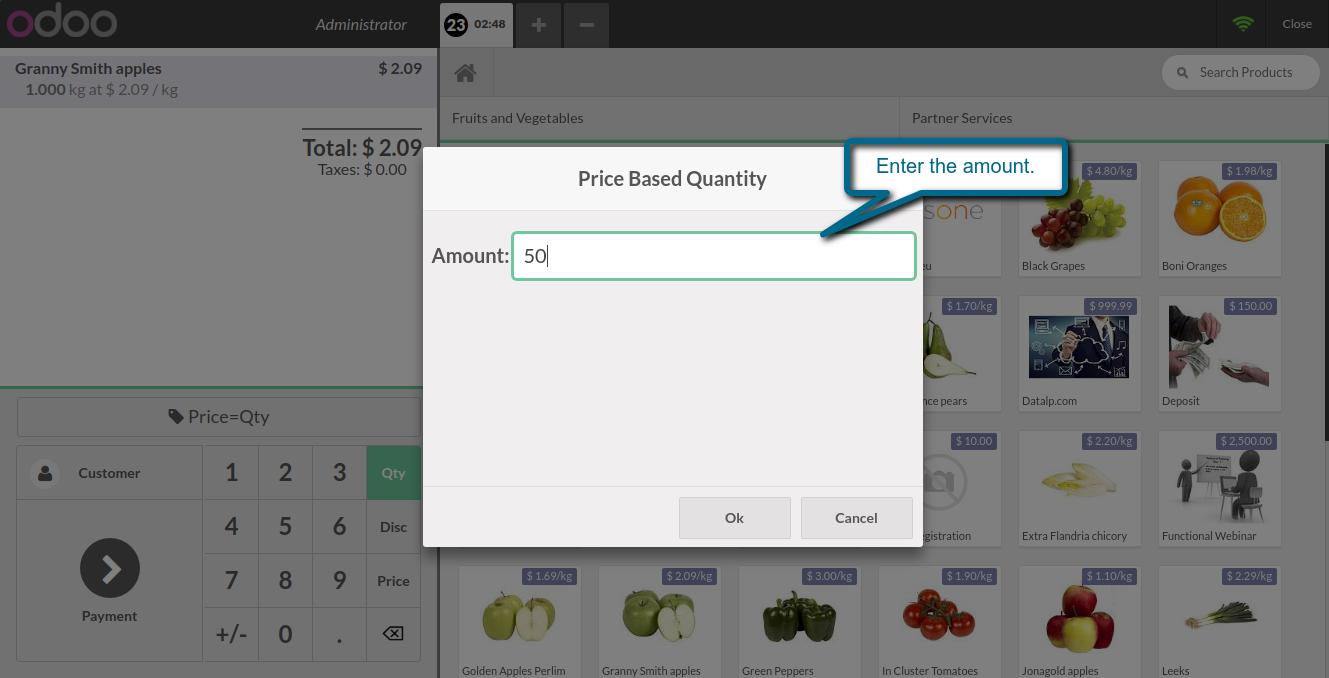 odoo
Administrator
23 02:48
+
−
Close
Granny Smith apples $ 2.09
1.000 kg at $ 2.09 / kg
Total: $ 2.09
Taxes: $ 0.00
Search Products
Fruits and Vegetables
Partner Services
Enter the amount.
Price Based Quantity
Amount: 50
Ok
Cancel
Price=Qty
Customer
Payment
1 2 3 Qty
4 5 6 Disc
7 8 9 Price
+/- 0 .
sone
eu
$ 4.80/kg
Black Grapes
$ 1.98/kg
Boni Oranges
$ 1.70/kg
nce pears
$ 999.99
Datalp.com
$ 150.00
Deposit
$ 10.00
egistration
$ 2.20/kg
Extra Flandria chicory
$ 2,500.00
Functional Webinar
$ 1.69/kg
Golden Apples Perlim
$ 2.09/kg
Granny Smith apples
$ 3.00/kg
Green Peppers
$ 1.90/kg
In Cluster Tomatoes
$ 1.10/kg
Jonagold apples
$ 2.29/kg
Leeks